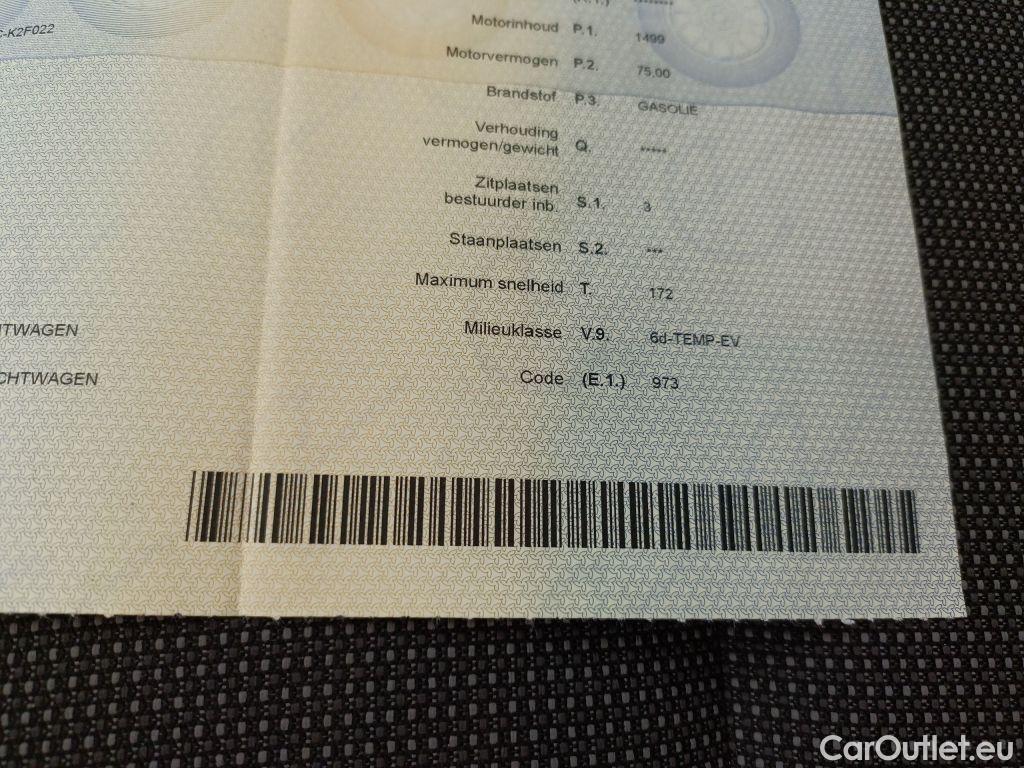 C-K2F022
Motorinhoud P.1. 1499
Motorvermogen P.2. 75,00
Brandstof P.3. GASOLIE
Verhouding
vermogen/gewicht Q. *****
Zitplaatsen
bestuurder inb. S.1. 3
Staanplaatsen S.2. ***
Maximum snelheid T. 172
HTWAGEN
Milieuklasse V.9. 6d-TEMP-EV
CHTWAGEN
Code (E.1.) 973
CarOutlet.eu